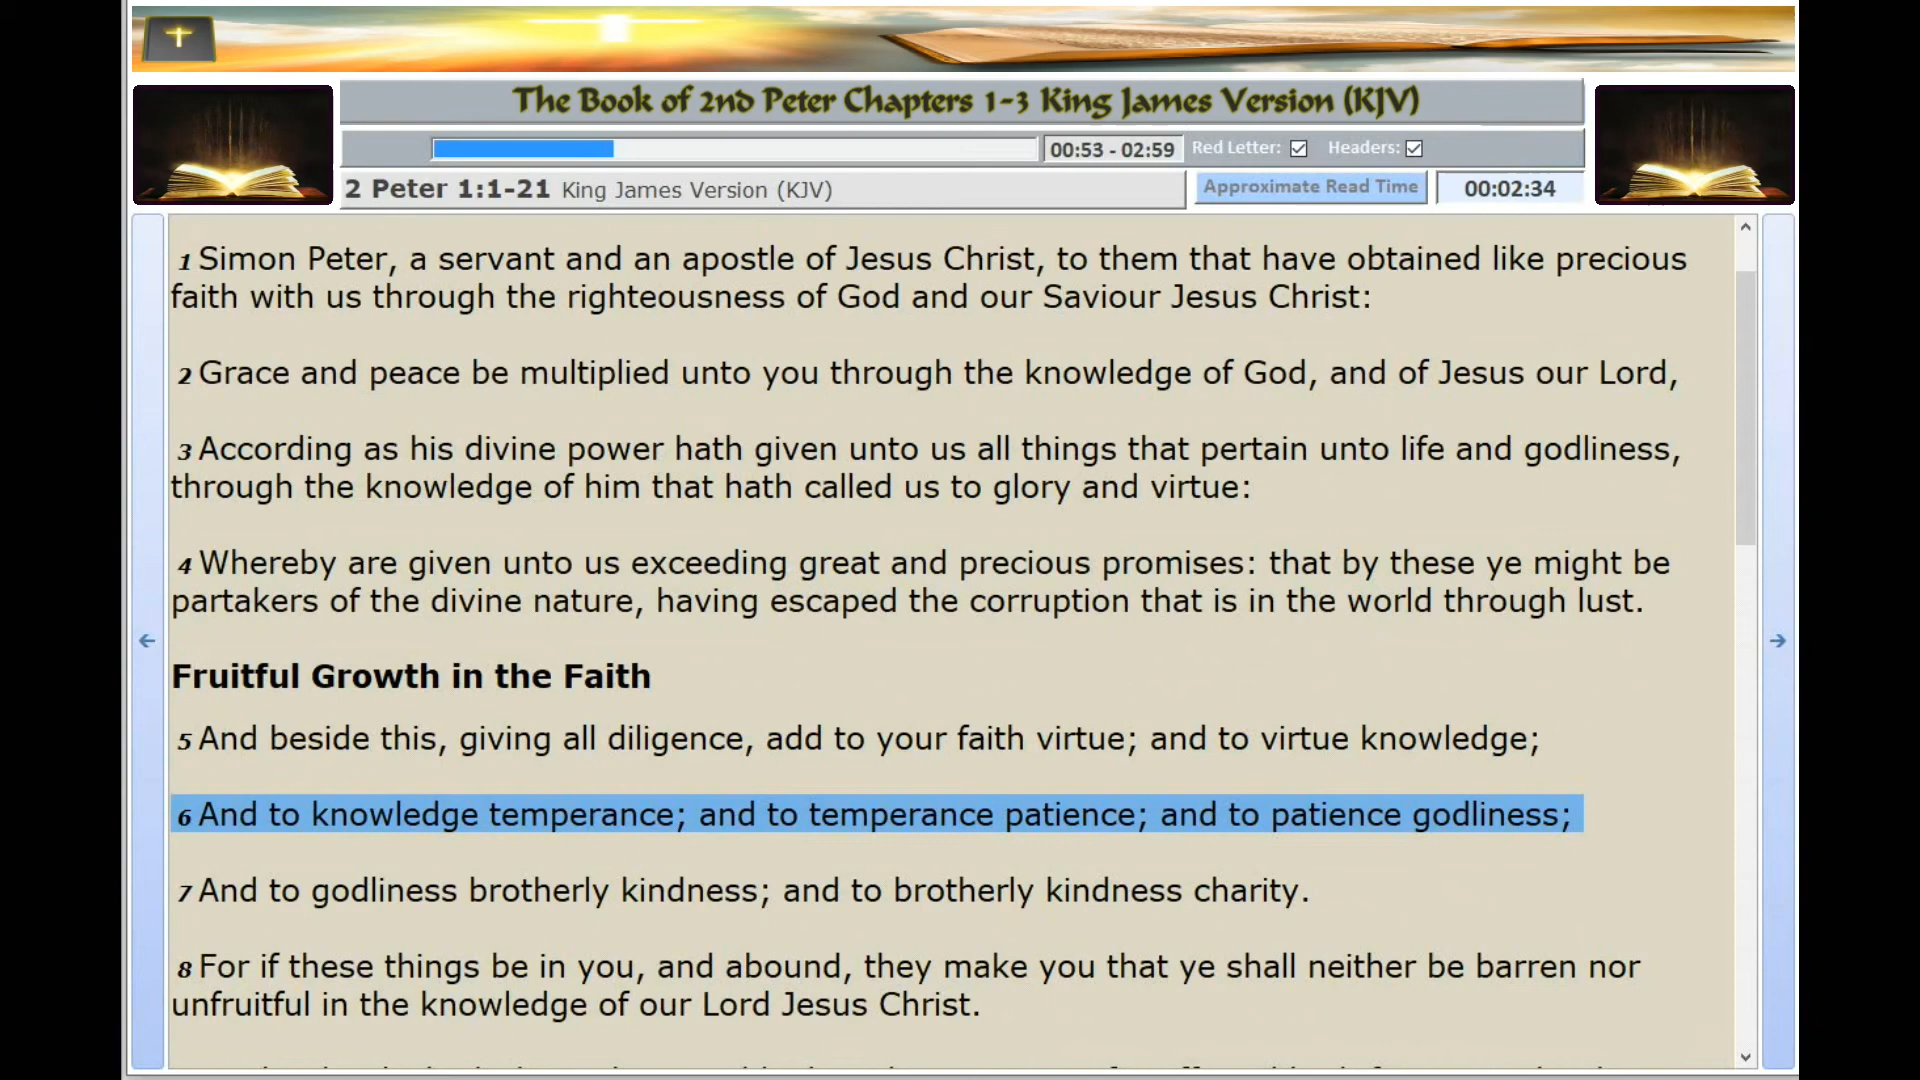 The Book of 2nd Peter Chapters 1-3 King James Version (KJV)
00:53 - 02:59 Red Letter: Headers:
2 Peter 1:1-21 King James Version (KJV) Approximate Read Time 00:02:34
1 Simon Peter, a servant and an apostle of Jesus Christ, to them that have obtained like precious
faith with us through the righteousness of God and our Saviour Jesus Christ:
2 Grace and peace be multiplied unto you through the knowledge of God, and of Jesus our Lord,
3 According as his divine power hath given unto us all things that pertain unto life and godliness,
through the knowledge of him that hath called us to glory and virtue:
4 Whereby are given unto us exceeding great and precious promises: that by these ye might be
partakers of the divine nature, having escaped the corruption that is in the world through lust.
Fruitful Growth in the Faith
5 And beside this, giving all diligence, add to your faith virtue; and to virtue knowledge;
6 And to knowledge temperance; and to temperance patience; and to patience godliness;
7 And to godliness brotherly kindness; and to brotherly kindness charity.
8 For if these things be in you, and abound, they make you that ye shall neither be barren nor
unfruitful in the knowledge of our Lord Jesus Christ.